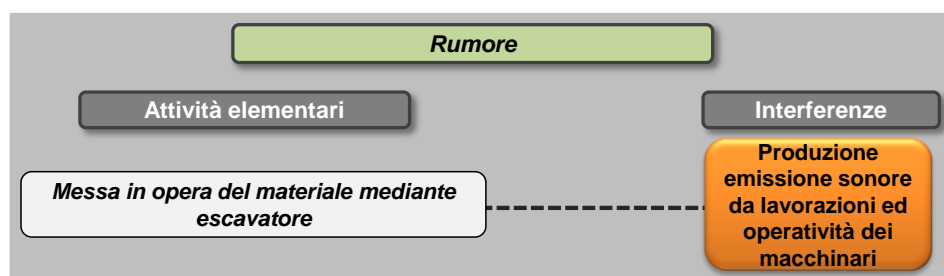 Rumore
Attività elementari
Interferenze
Messa in opera del materiale mediante
escavatore
Produzione
emissione sonore
da lavorazioni ed
operatività dei
macchinari